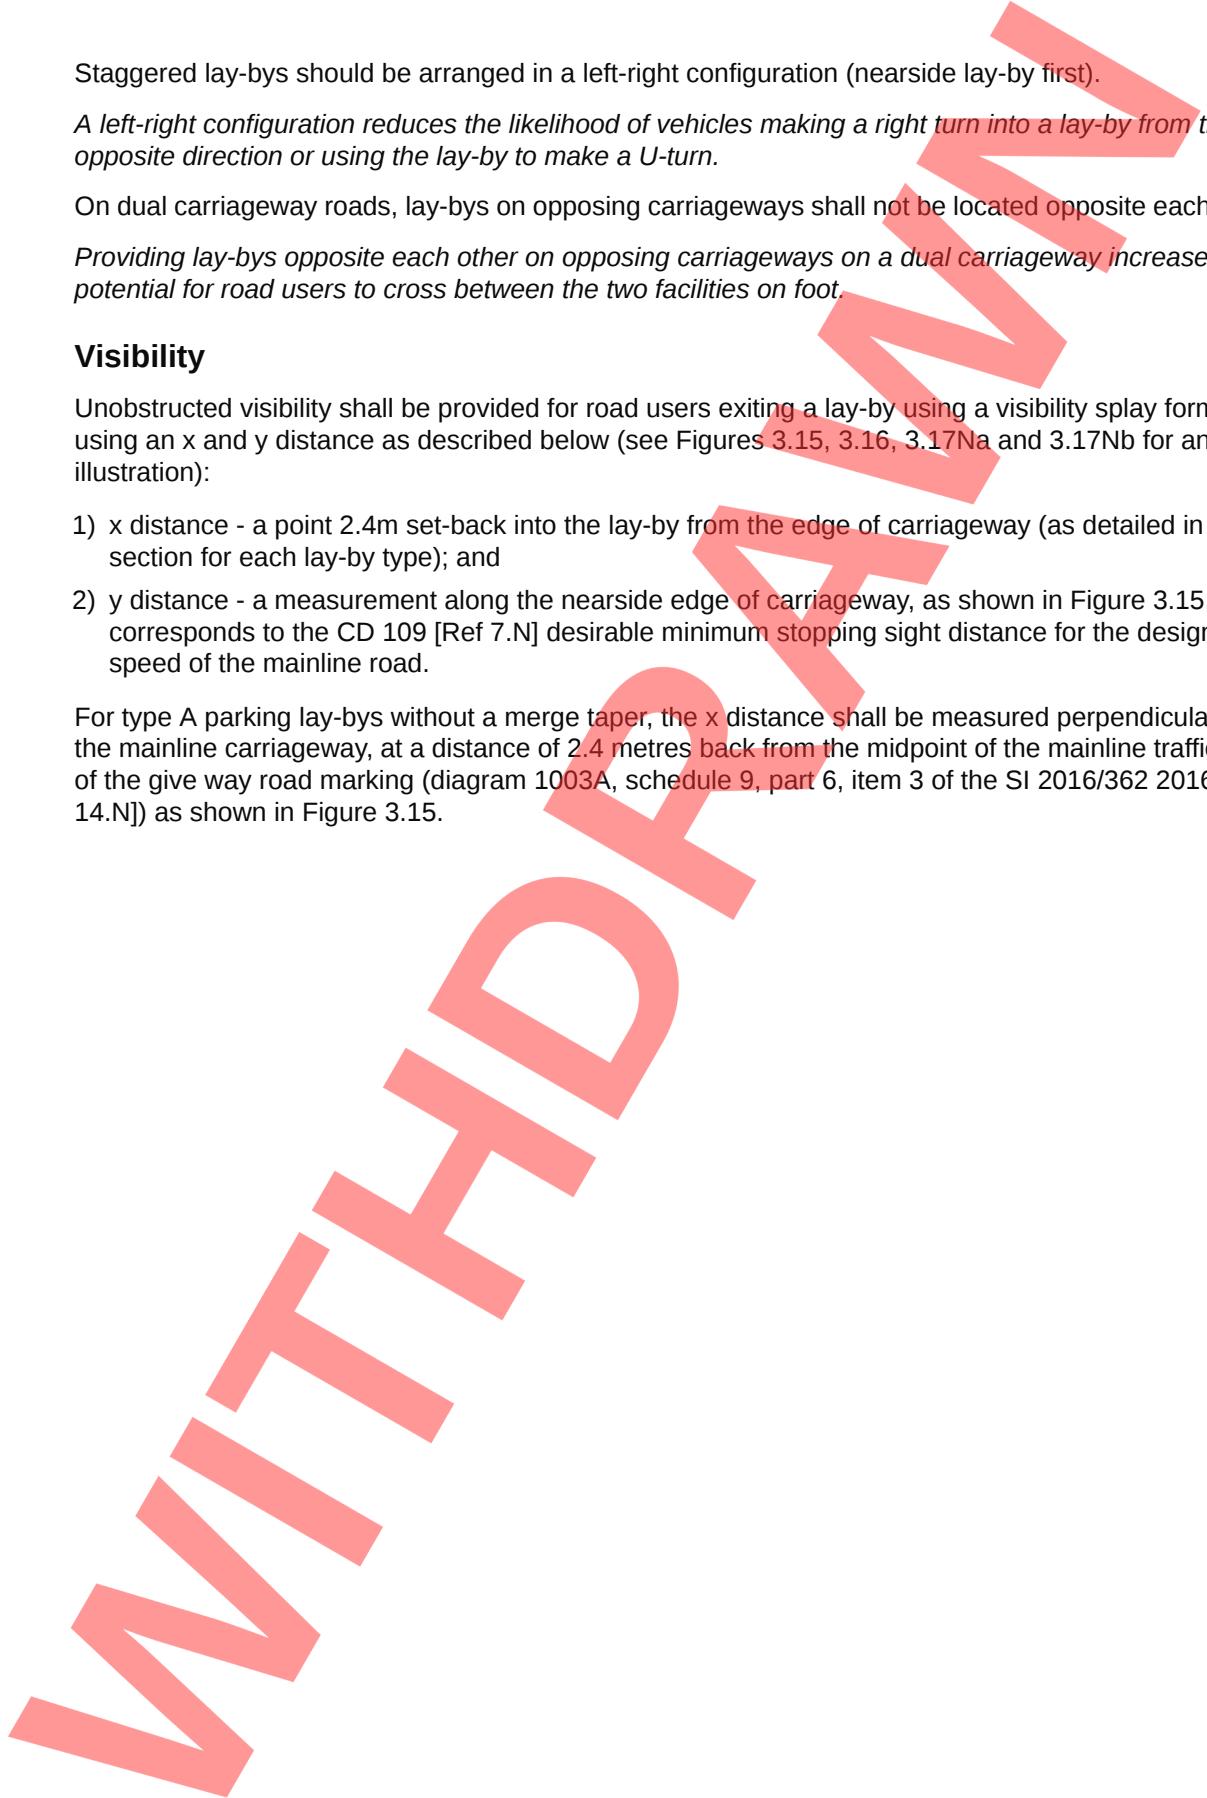 Staggered lay-bys should be arranged in a left-right configuration (nearside lay-by first).
A left-right configuration reduces the likelihood of vehicles making a right turn into a lay-by from
opposite direction or using the lay-by to make a U-turn.
On dual carriageway roads, lay-bys on opposing carriageways shall not be located opposite each
Providing lay-bys opposite each other on opposing carriageways on a dual carriageway increase
potential for road users to cross between the two facilities on foot.
Visibility
Unobstructed visibility shall be provided for road users exiting a lay-by using a visibility splay
using an x and y distance as described below (see Figures 3.15, 3.16, 3.17Na and 3.17Nb for an
illustration):
1) x distance - a point 2.4m set-back into the lay-by from the edge of carriageway (as detailed in
section for each lay-by type); and
2) y distance - a measurement along the nearside edge of carriageway, as shown in Figure 3.15
corresponds to the CD 109 [Ref 7.N] desirable minimum stopping sight distance for the design
speed of the mainline road.
For type A parking lay-bys without a merge taper, the x distance shall be measured
the mainline carriageway, at a distance of 2.4 metres back from the midpoint of the mainline
of the give way road marking (diagram 1003A, schedule 9, part 6, item 3 of the SI 2016/362
14.N]) as shown in Figure 3.15.
WITHDRAWN